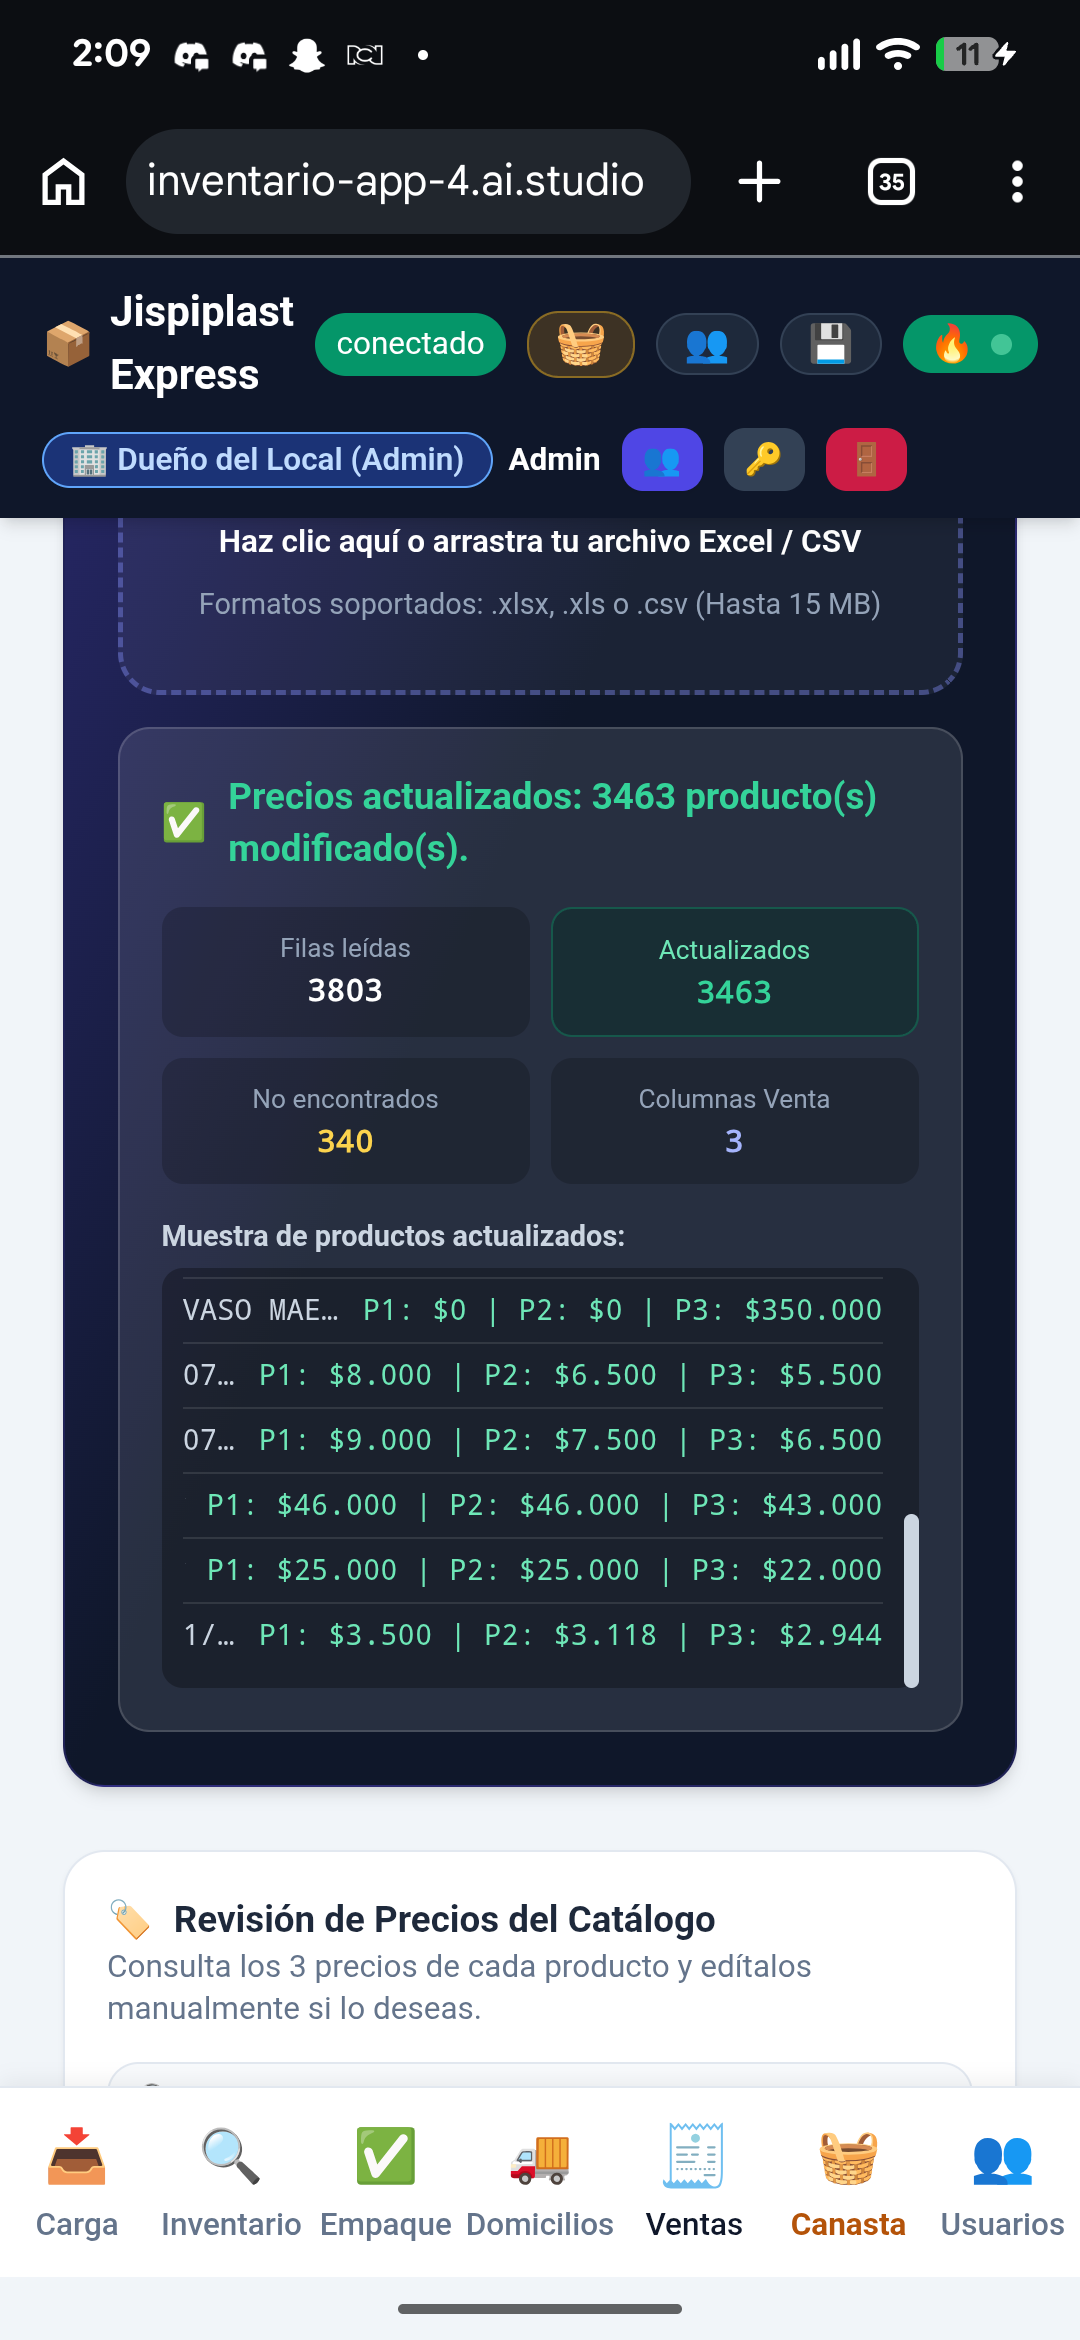 2:09
11
inventario-app-4.ai.studio
35
Jispiplast
Express
conectado
Dueño del Local (Admin)
Admin
Haz clic aquí o arrastra tu archivo Excel / CSV
Formatos soportados: .xlsx, .xls o .csv (Hasta 15 MB)
Precios actualizados: 3463 producto(s)
modificado(s).
Filas leídas
3803
Actualizados
3463
No encontrados
340
Columnas Venta
3
Muestra de productos actualizados:
VASO MAE… P1: $0 | P2: $0 | P3: $350.000
07… P1: $8.000 | P2: $6.500 | P3: $5.500
07… P1: $9.000 | P2: $7.500 | P3: $6.500
P1: $46.000 | P2: $46.000 | P3: $43.000
P1: $25.000 | P2: $25.000 | P3: $22.000
1/… P1: $3.500 | P2: $3.118 | P3: $2.944
Revisión de Precios del Catálogo
Consulta los 3 precios de cada producto y edítalos
manualmente si lo deseas.
Carga
Inventario
Empaque
Domicilios
Ventas
Canasta
Usuarios